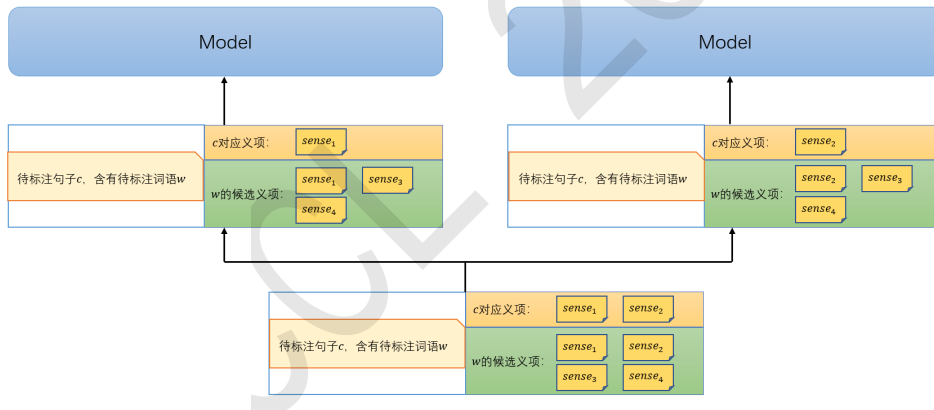 Model
Model
c对应义项： sense₁
待标注句子c，含有待标注词语w
w的候选义项： sense₁ sense₃
sense₄
c对应义项： sense₂
待标注句子c，含有待标注词语w
w的候选义项： sense₂ sense₃
sense₄
c对应义项： sense₁ sense₂
待标注句子c，含有待标注词语w
w的候选义项： sense₁ sense₂
sense₃ sense₄